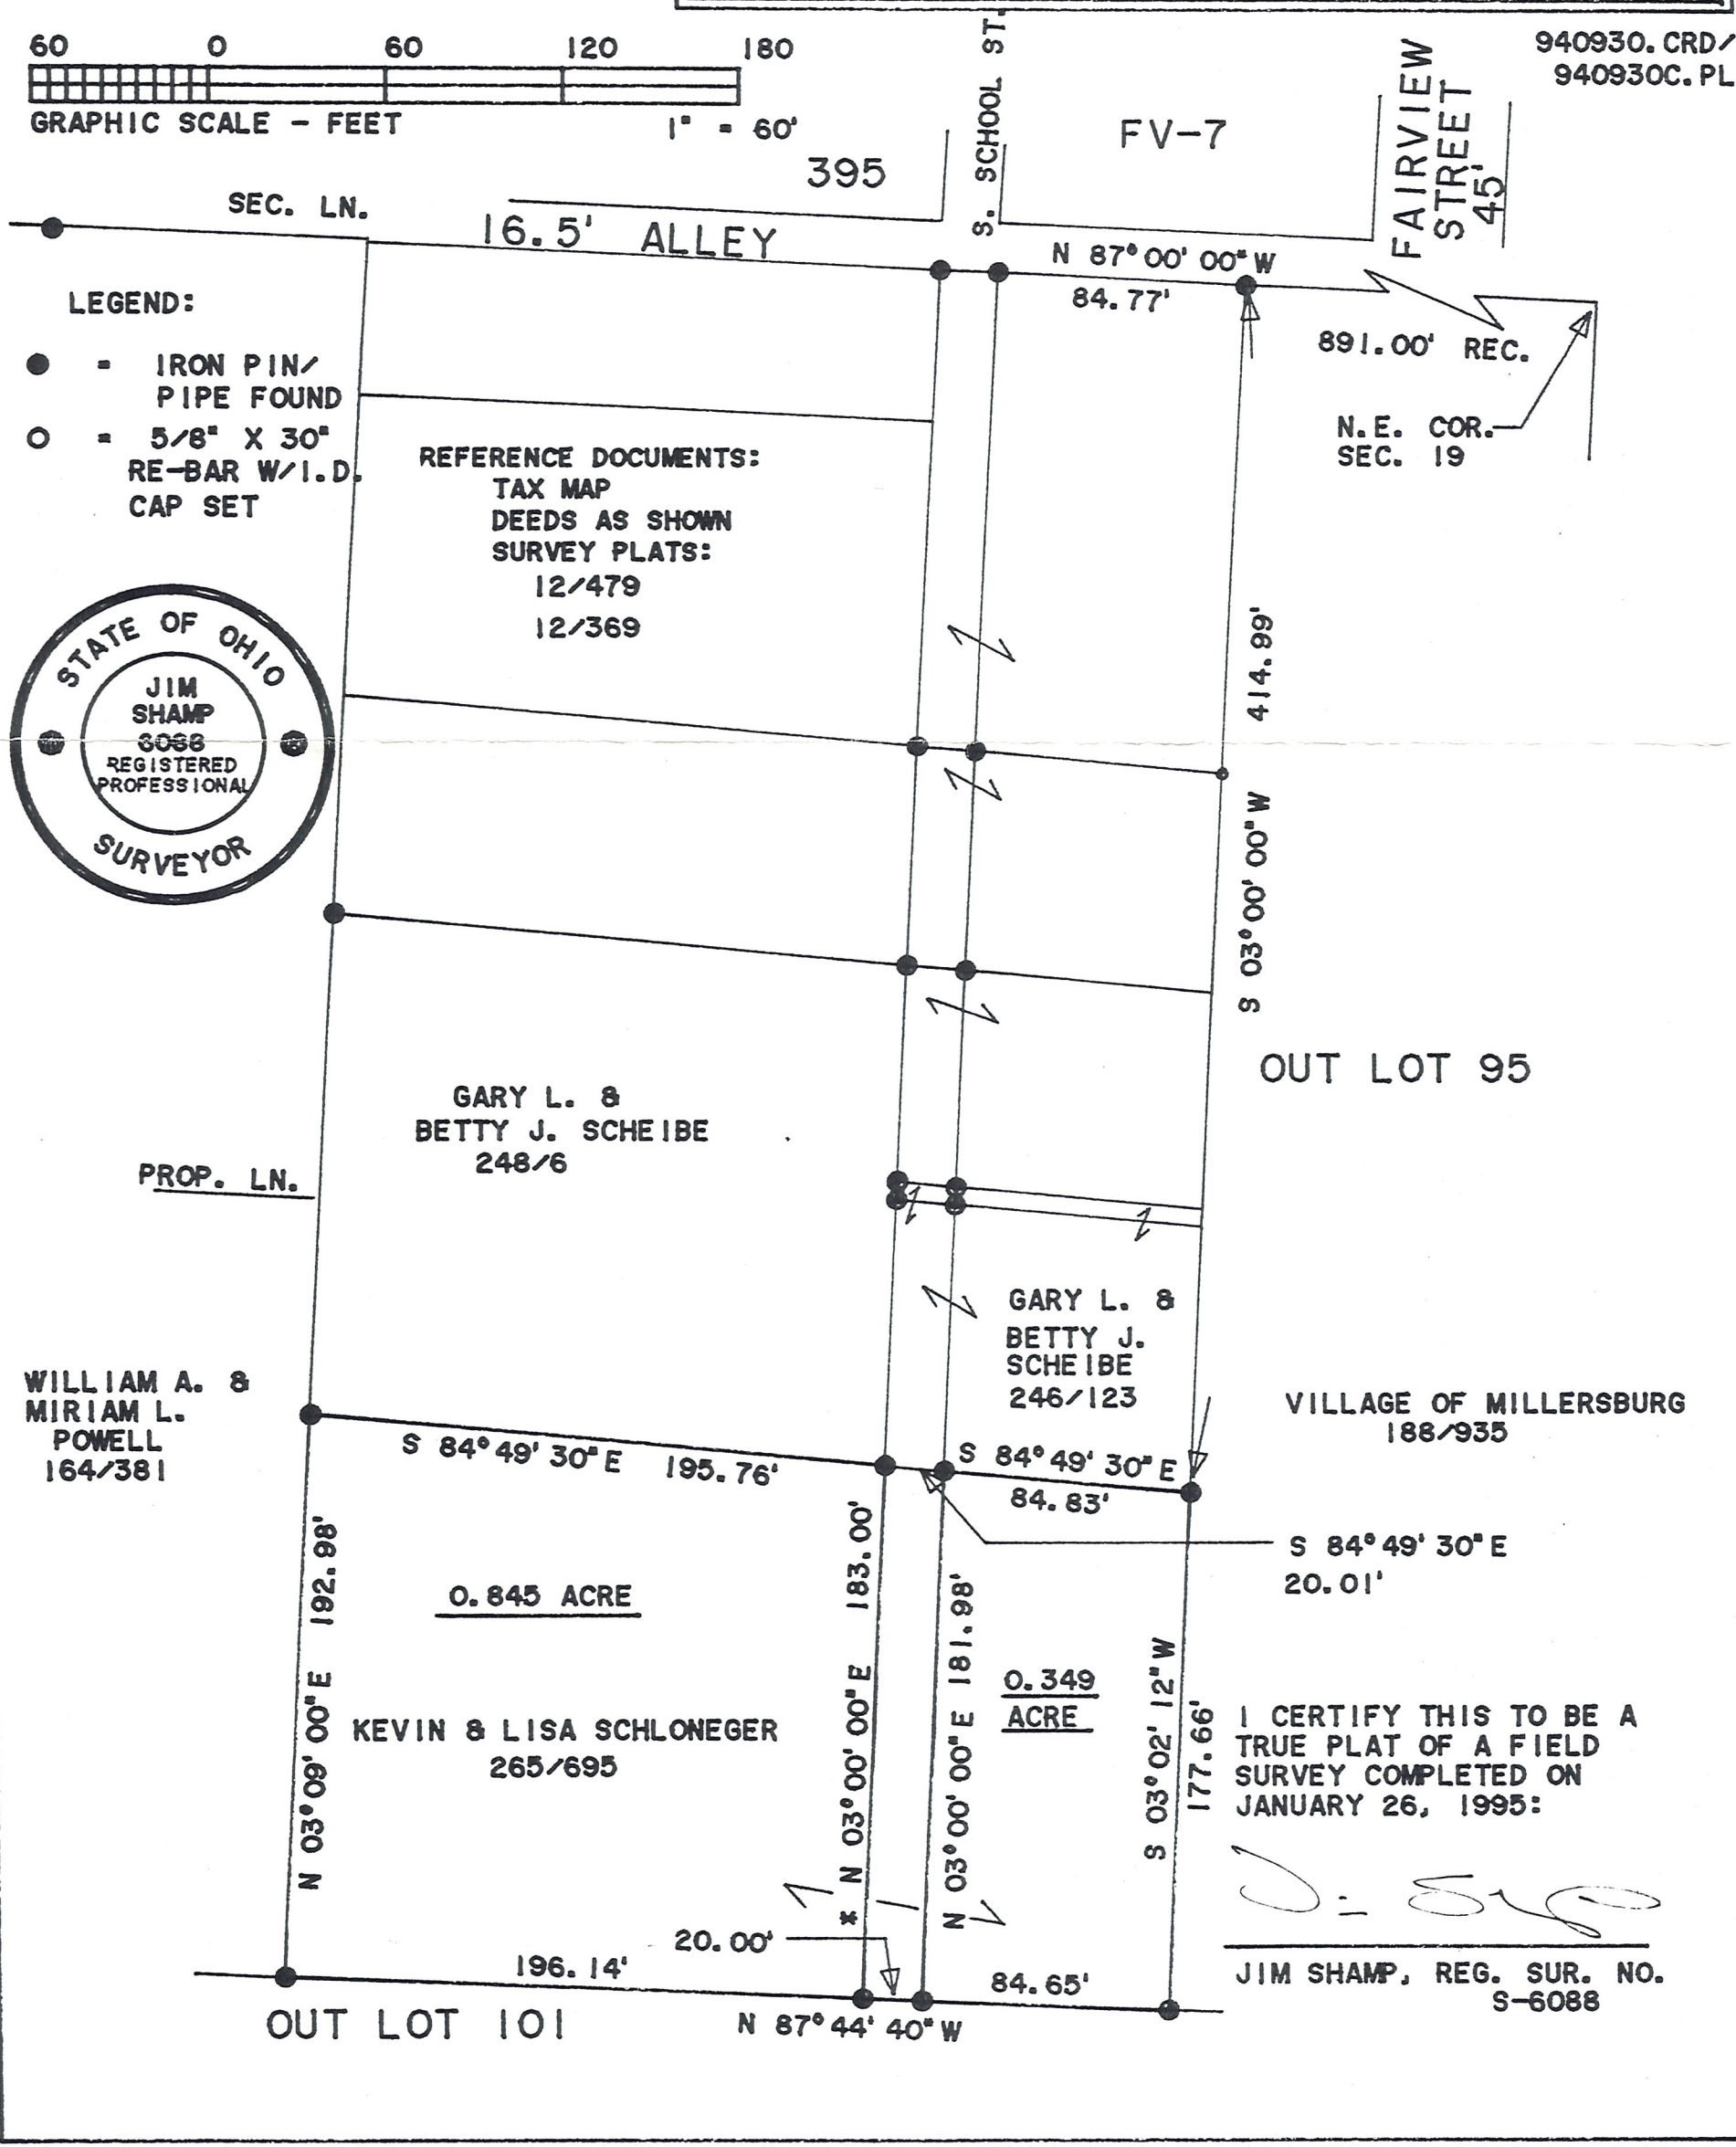 60 0 60 120 180
GRAPHIC SCALE - FEET 1" = 60'
940930.CRD/
940930C.PL
395
S. SCHOOL ST.
FV-7
FAIRVIEW
STREET
45'
SEC. LN.
16.5' ALLEY
N 87°00'00"W
84.77'
891.00' REC.
N.E. COR.
SEC. 19
LEGEND:
● = IRON PIN/
PIPE FOUND
○ = 5/8" X 30"
RE-BAR W/I.D.
CAP SET
REFERENCE DOCUMENTS:
TAX MAP
DEEDS AS SHOWN
SURVEY PLATS:
12/479
12/369
STATE OF OHIO
JIM
SHAMP
6088
REGISTERED
PROFESSIONAL
SURVEYOR
414.99'
S 03°00'00"W
OUT LOT 95
GARY L. &
BETTY J. SCHEIBE
248/6
PROP. LN.
GARY L. &
BETTY J.
SCHEIBE
246/123
WILLIAM A. &
MIRIAM L.
POWELL
164/381
VILLAGE OF MILLERSBURG
188/935
S 84°49'30"E 195.76'
S 84°49'30"E
84.83'
S 84°49'30"E
20.01'
N 03°09'00"E 192.98'
0.845 ACRE
KEVIN & LISA SCHLONEGER
265/695
* N 03°00'00"E 183.00'
N 03°00'00"E 181.98'
0.349
ACRE
S 03°02'12"W
177.66'
I CERTIFY THIS TO BE A
TRUE PLAT OF A FIELD
SURVEY COMPLETED ON
JANUARY 26, 1995:
JIM SHAMP, REG. SUR. NO.
S-6088
20.00'
196.14'
84.65'
OUT LOT 101
N 87°44'40"W